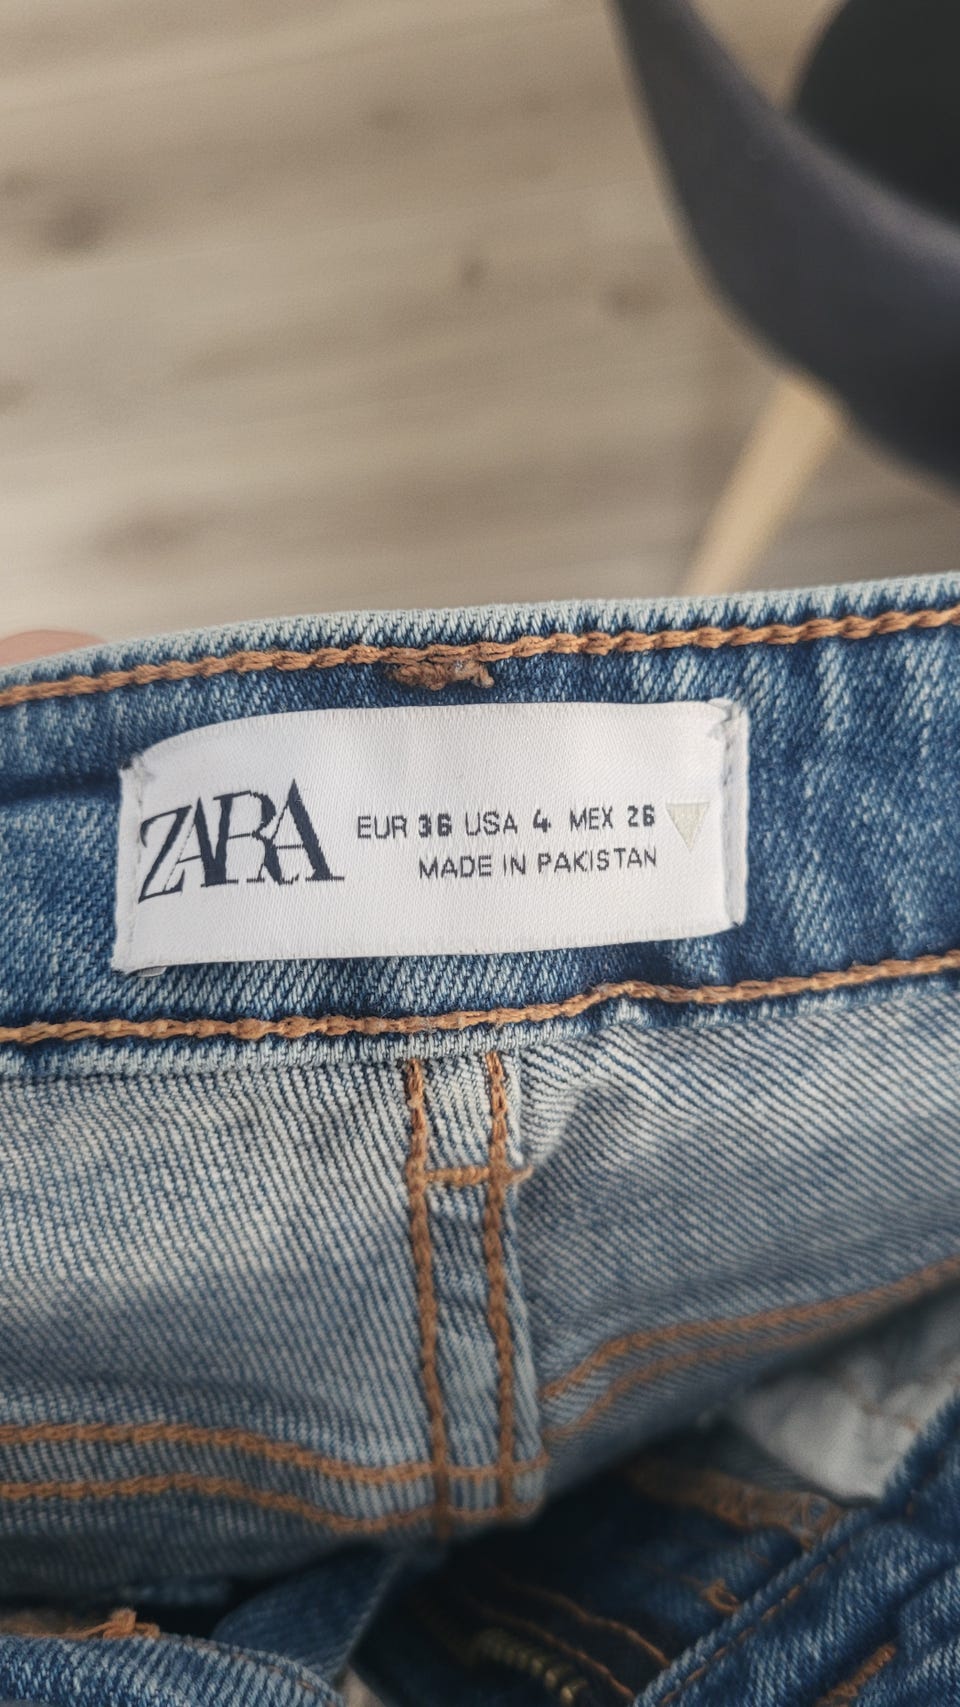 ZARA
EUR 36 USA 4 MEX 26
MADE IN PAKISTAN